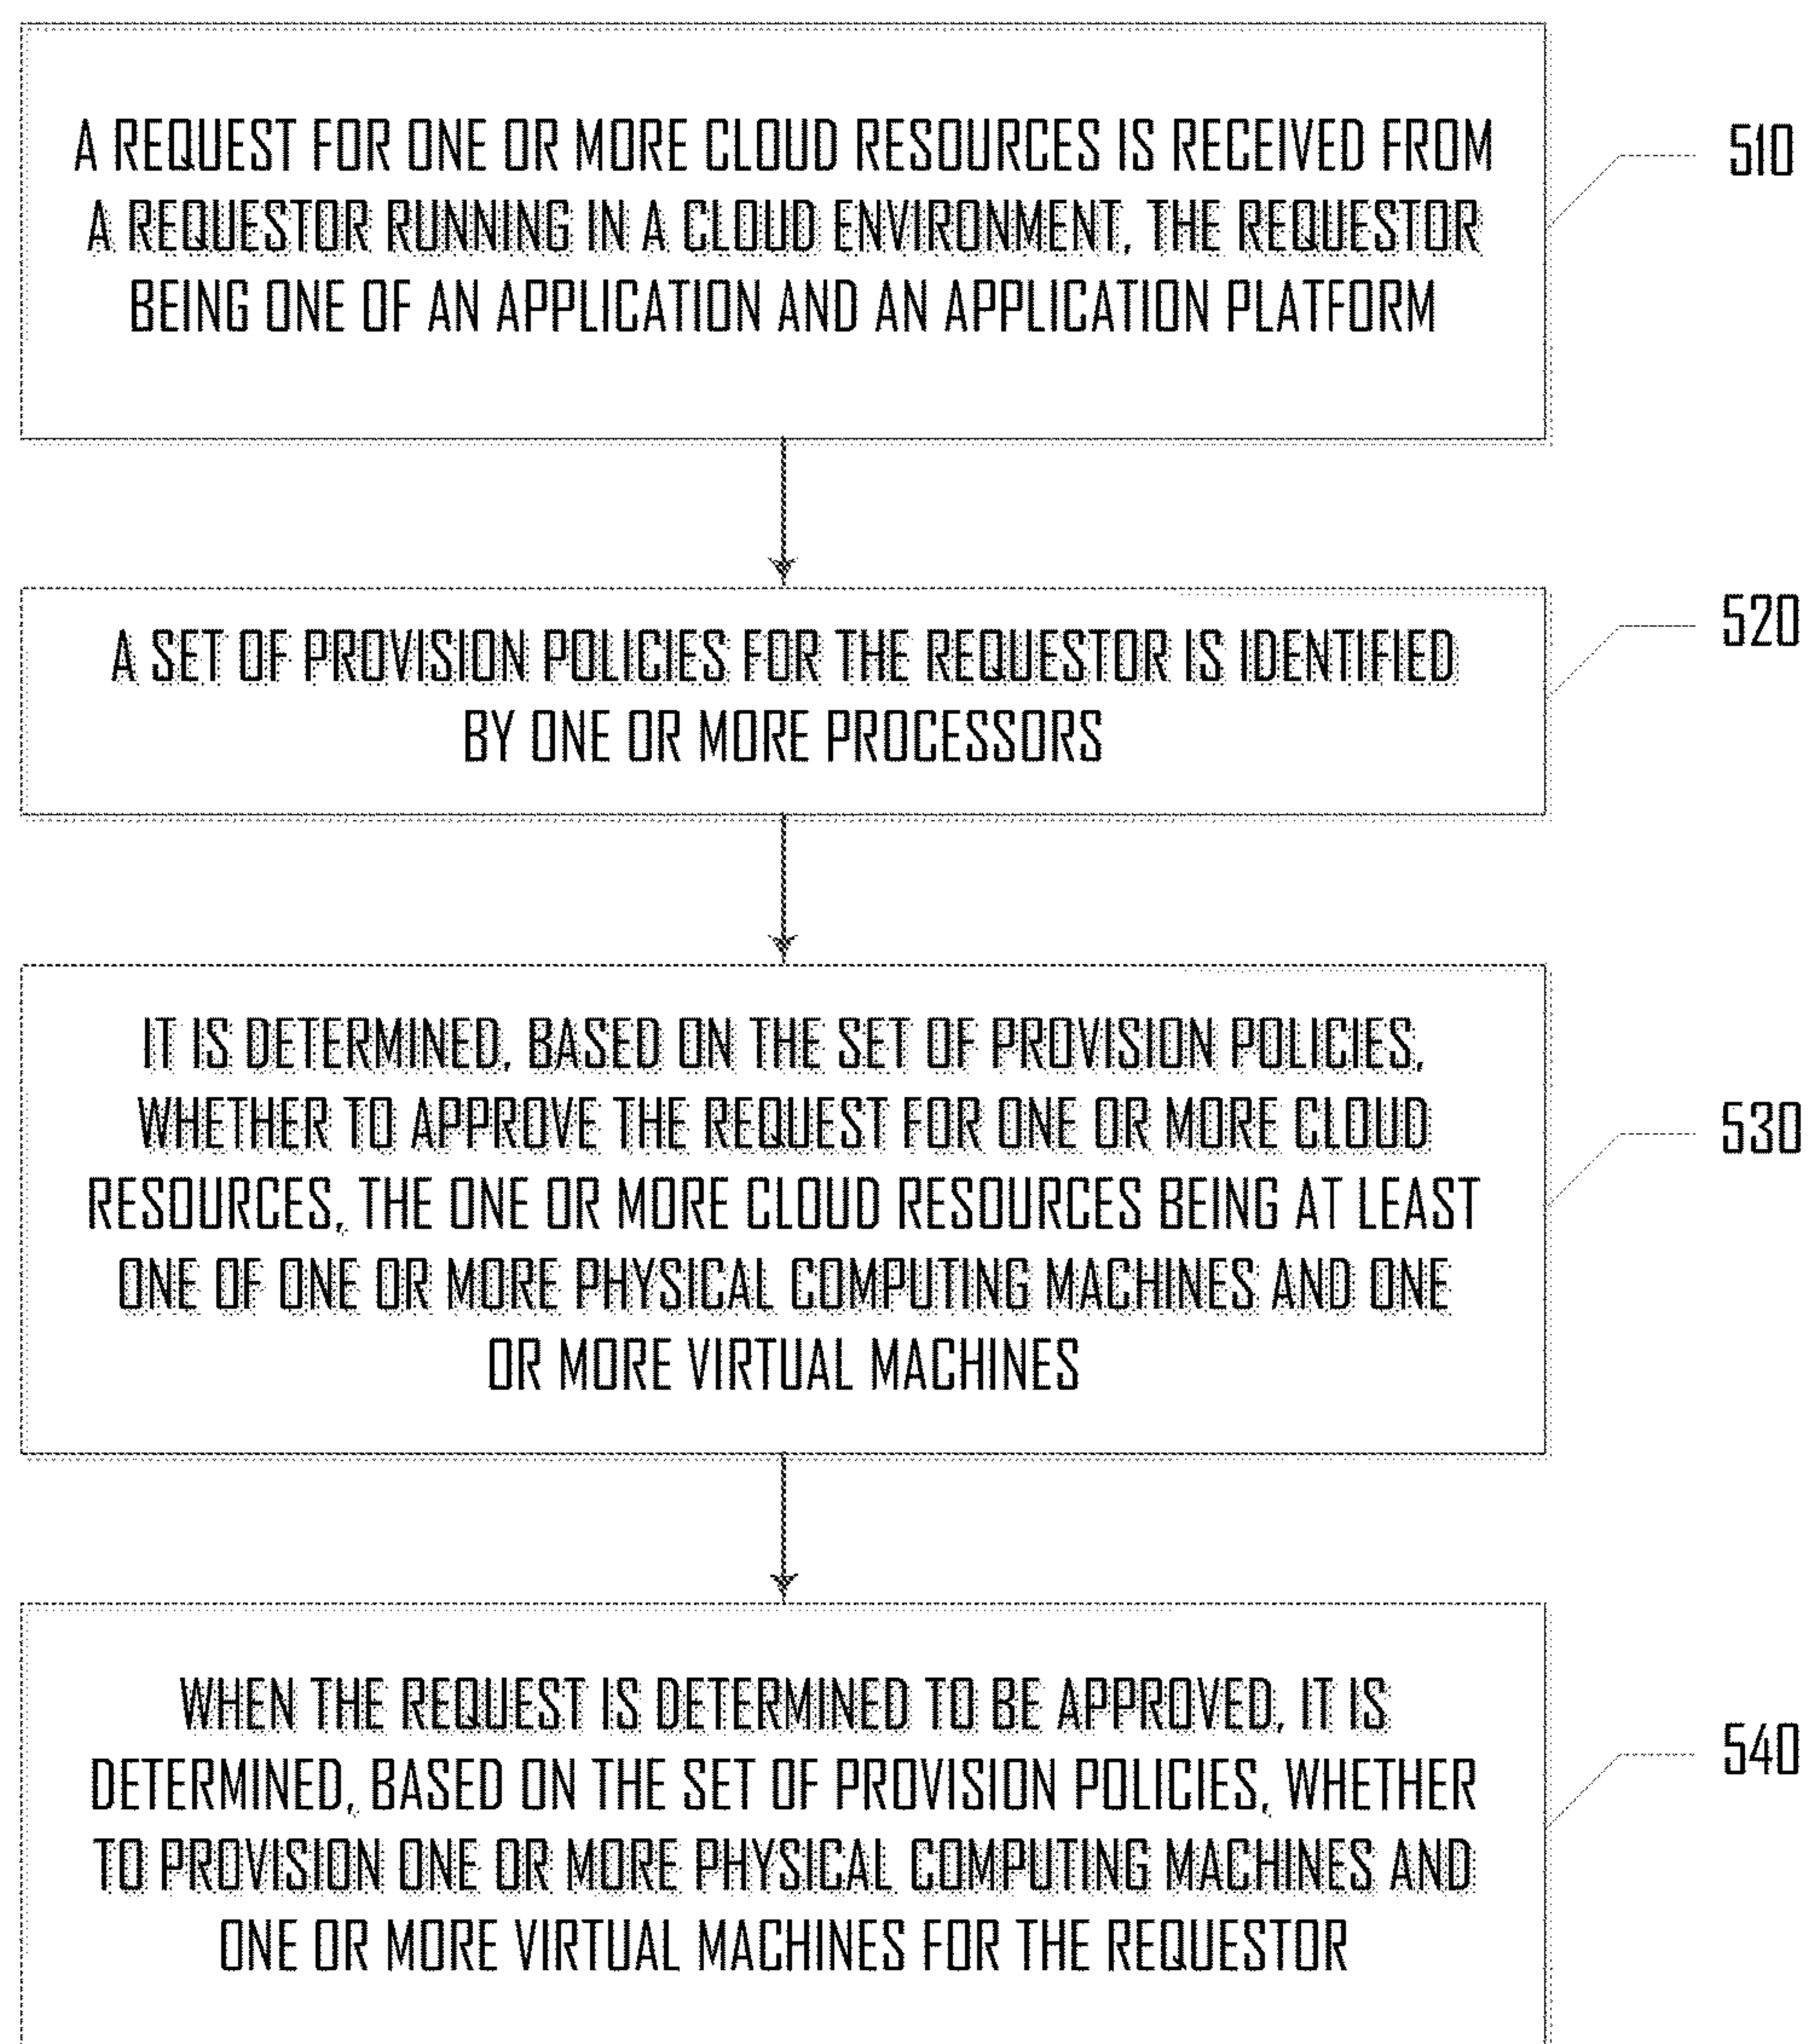 A REQUEST FOR ONE OR MORE CLOUD RESOURCES IS RECEIVED FROM
A REQUESTOR RUNNING IN A CLOUD ENVIRONMENT, THE REQUESTOR
BEING ONE OF AN APPLICATION AND AN APPLICATION PLATFORM
510
A SET OF PROVISION POLICIES FOR THE REQUESTOR IS IDENTIFIED
BY ONE OR MORE PROCESSORS
520
IT IS DETERMINED, BASED ON THE SET OF PROVISION POLICIES,
WHETHER TO APPROVE THE REQUEST FOR ONE OR MORE CLOUD
RESOURCES, THE ONE OR MORE CLOUD RESOURCES BEING AT LEAST
ONE OF ONE OR MORE PHYSICAL COMPUTING MACHINES AND ONE
OR MORE VIRTUAL MACHINES
530
WHEN THE REQUEST IS DETERMINED TO BE APPROVED, IT IS
DETERMINED, BASED ON THE SET OF PROVISION POLICIES, WHETHER
TO PROVISION ONE OR MORE PHYSICAL COMPUTING MACHINES AND
ONE OR MORE VIRTUAL MACHINES FOR THE REQUESTOR
540